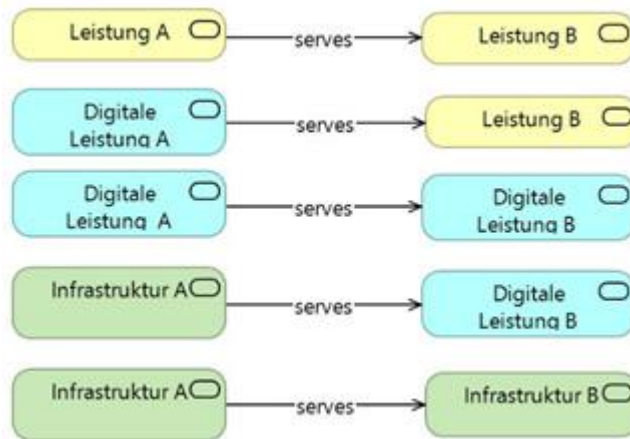 Leistung A serves Leistung B
Digitale
Leistung A serves Leistung B
Digitale Digitale
Leistung A serves Leistung B
Infrastruktur A serves Digitale
Leistung B
Infrastruktur A serves Infrastruktur B